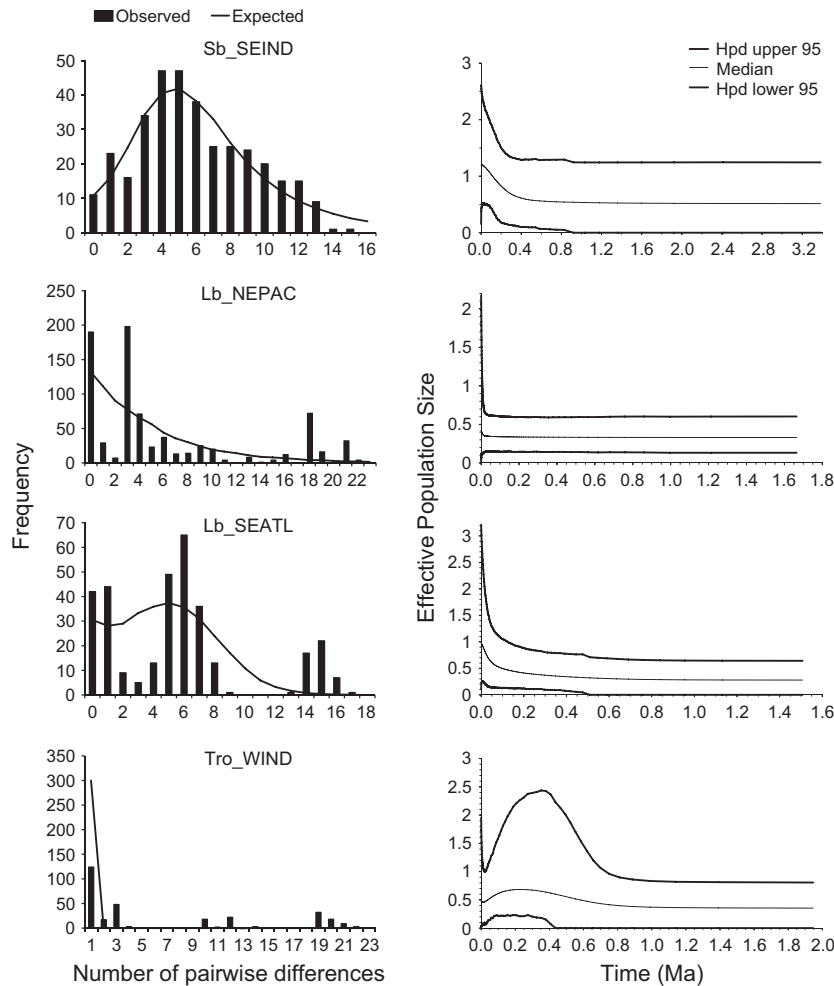 Observed Expected
Sb_SEIND
50
40
30
20
10
0
0 2 4 6 8 10 12 14 16
Hpd upper 95
Median
Hpd lower 95
3
2
1
0
0.0 0.4 0.8 1.2 1.6 2.0 2.4 2.8 3.2
Lb_NEPAC
250
200
150
100
50
0
0 2 4 6 8 10 12 14 16 18 20 22
2
1.5
1
0.5
0
0.0 0.2 0.4 0.6 0.8 1.0 1.2 1.4 1.6 1.8
Frequency
Effective Population Size
Lb_SEATL
70
60
50
40
30
20
10
0
0 2 4 6 8 10 12 14 16 18
3
2.5
2
1.5
1
0.5
0
0.0 0.2 0.4 0.6 0.8 1.0 1.2 1.4 1.6
Tro_WIND
350
300
250
200
150
100
50
0
1 3 5 7 9 11 13 15 17 19 21 23
Number of pairwise differences
3
2.5
2
1.5
1
0.5
0
0.0 0.2 0.4 0.6 0.8 1.0 1.2 1.4 1.6 1.8 2.0
Time (Ma)